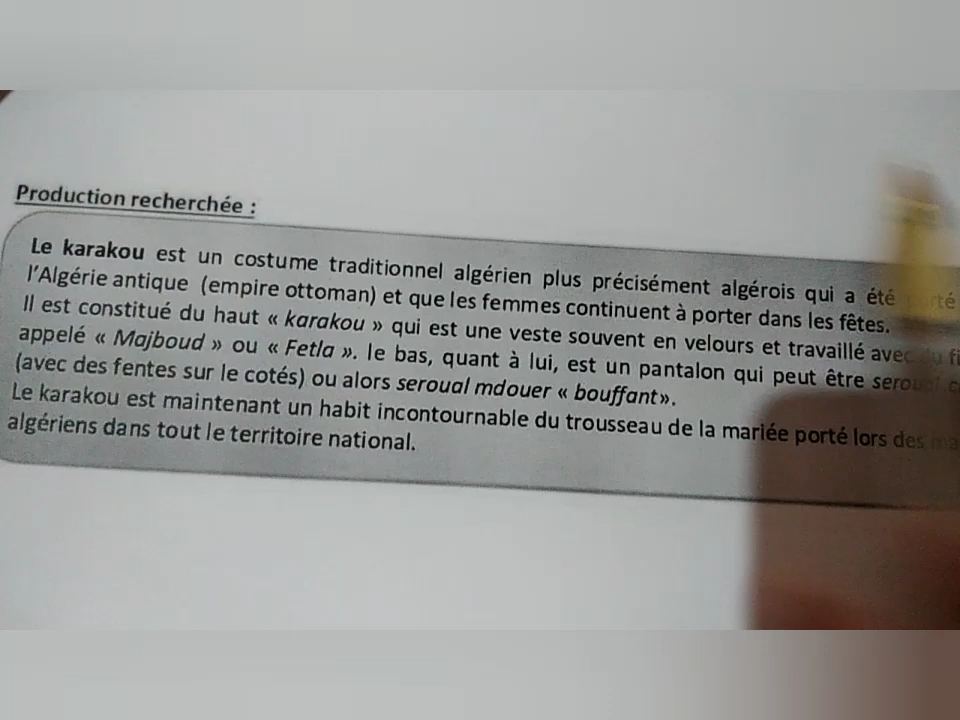 Production recherchée :
Le karakou est un costume traditionnel algérien plus précisément algérois qui a été
l'Algérie antique (empire ottoman) et que les femmes continuent à porter dans les fêtes.
Il est constitué du haut « karakou » qui est une veste souvent en velours et travaillé avec
appelé « Majboud » ou « Fetla ». le bas, quant à lui, est un pantalon qui peut être seroual
(avec des fentes sur le cotés) ou alors seroual mdouer « bouffant».
Le karakou est maintenant un habit incontournable du trousseau de la mariée porté lors des
algériens dans tout le territoire national.